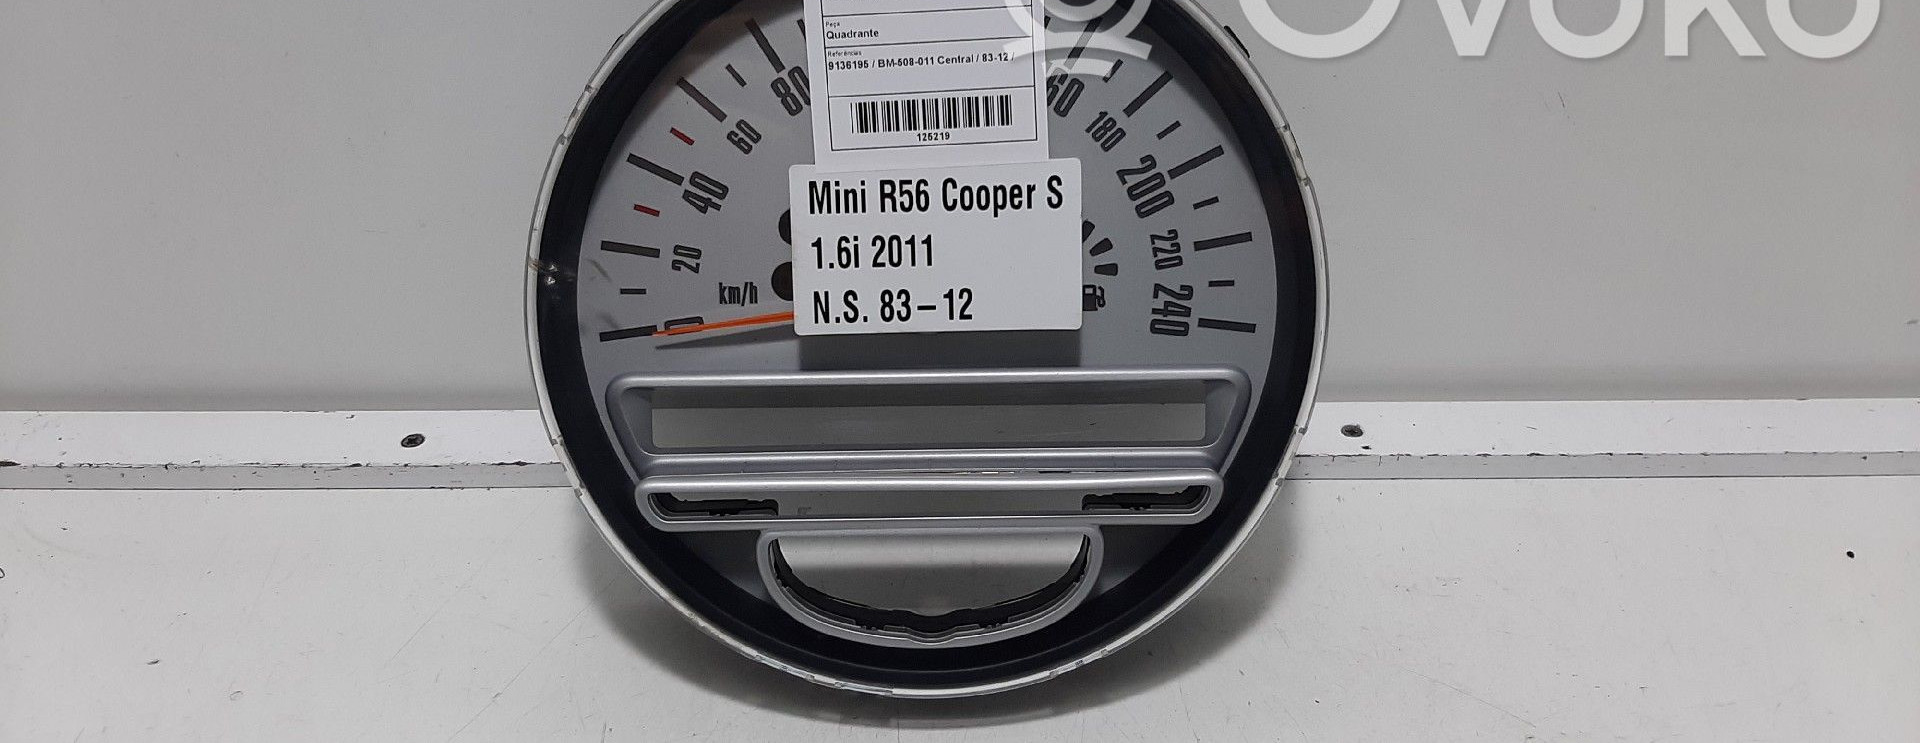 OVOKO
Peça
Quadrante
Referências
9136195 / BM-508-011 Central / 83-12 /
125219
Mini R56 Cooper S
1.6i 2011
N.S. 83-12
km/h
0
20
40
60
80
180
200
220
240